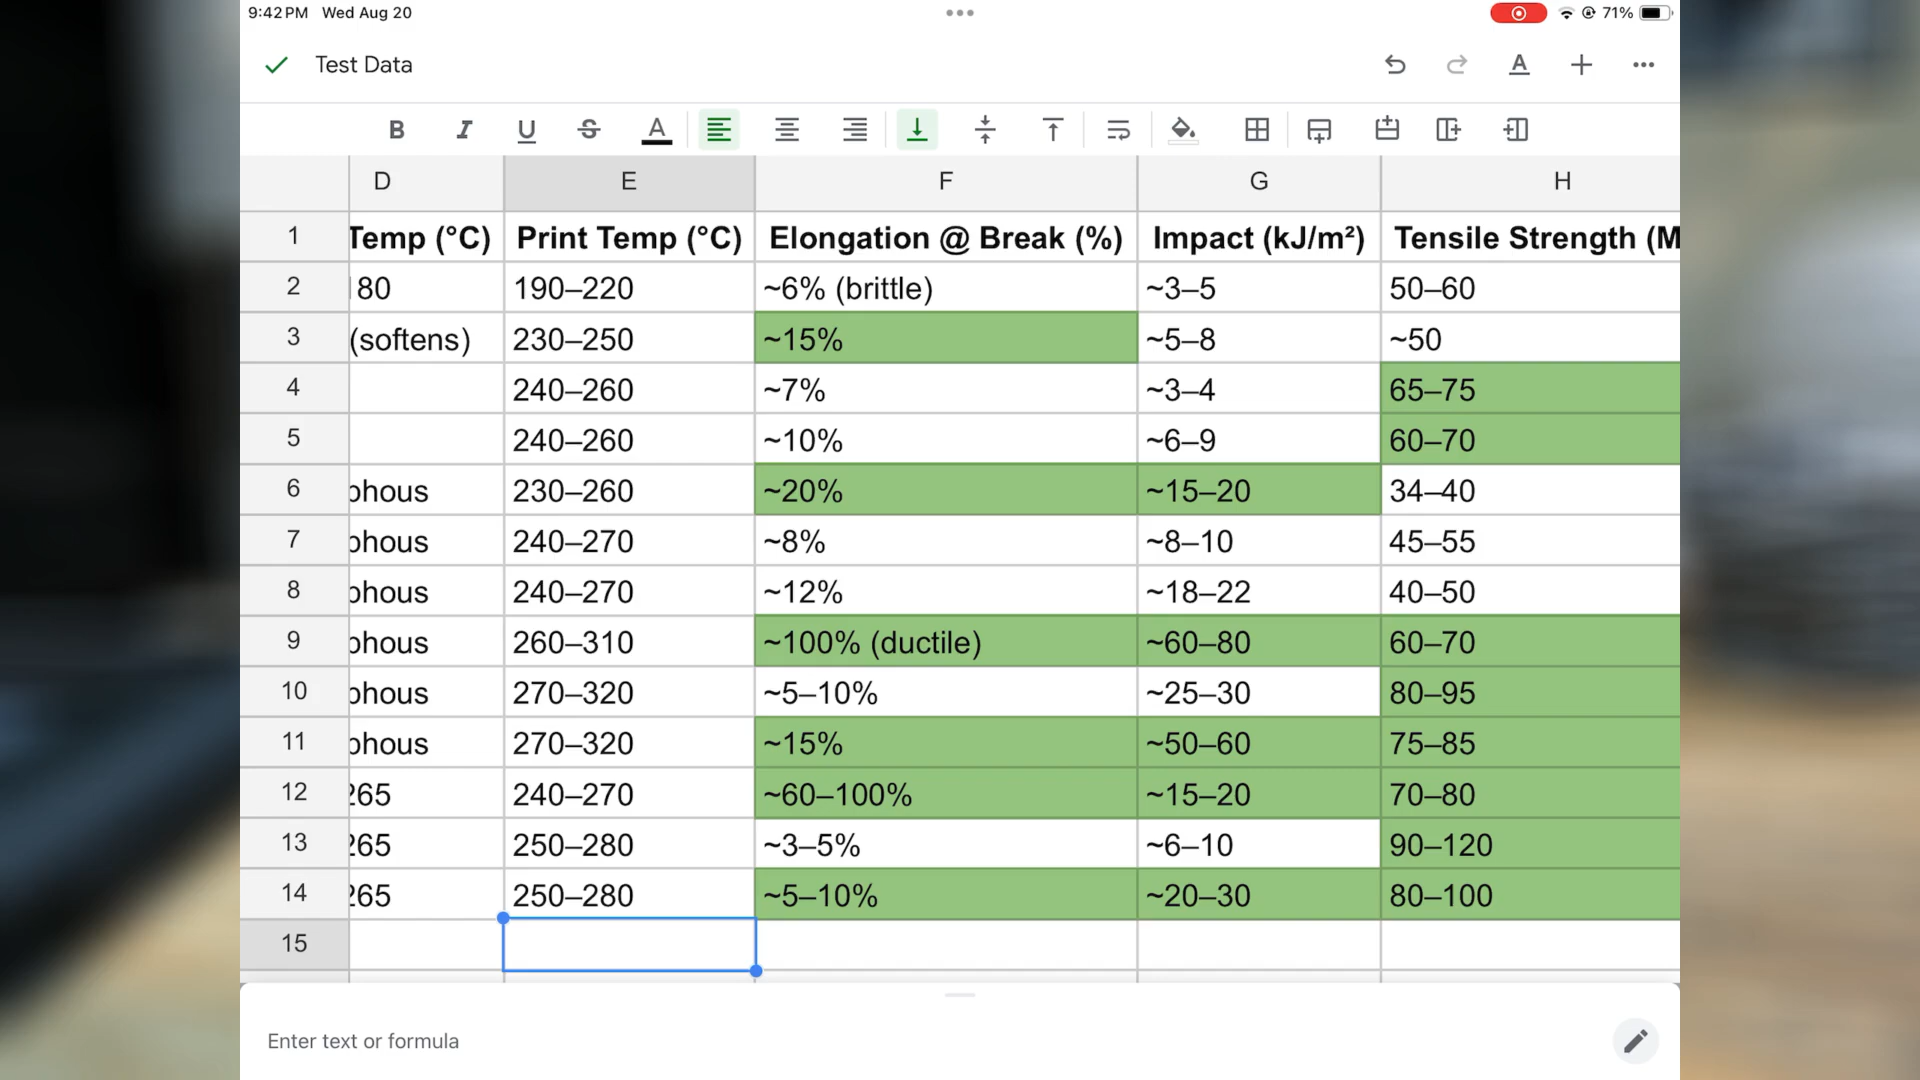 9:42 PM Wed Aug 20 71%
Test Data
B I U S A
D E F G H
1 Temp (°C) Print Temp (°C) Elongation @ Break (%) Impact (kJ/m²) Tensile Strength (M
2 80 190–220 ~6% (brittle) ~3–5 50–60
3 (softens) 230–250 ~15% ~5–8 ~50
4 240–260 ~7% ~3–4 65–75
5 240–260 ~10% ~6–9 60–70
6 phous 230–260 ~20% ~15–20 34–40
7 phous 240–270 ~8% ~8–10 45–55
8 phous 240–270 ~12% ~18–22 40–50
9 phous 260–310 ~100% (ductile) ~60–80 60–70
10 phous 270–320 ~5–10% ~25–30 80–95
11 phous 270–320 ~15% ~50–60 75–85
12 265 240–270 ~60–100% ~15–20 70–80
13 265 250–280 ~3–5% ~6–10 90–120
14 265 250–280 ~5–10% ~20–30 80–100
15
Enter text or formula